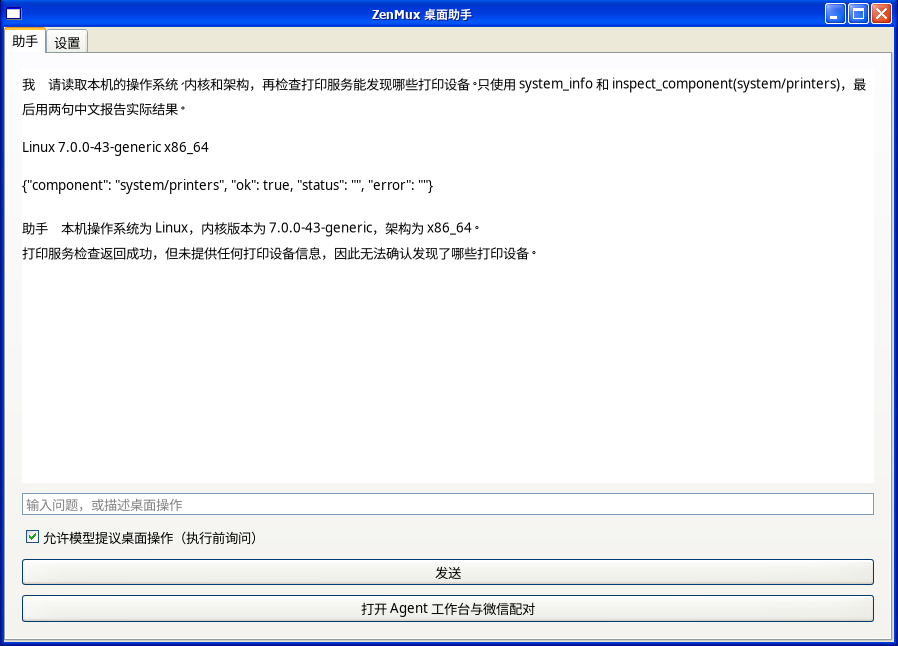 ZenMux 桌面助手
助手 设置
我 请读取本机的操作系统、内核和架构，再检查打印服务能发现哪些打印设备。只使用 system_info 和 inspect_component(system/printers)，最
后用两句中文报告实际结果。
Linux 7.0.0-43-generic x86_64
{"component": "system/printers", "ok": true, "status": "", "error": ""}
助手 本机操作系统为 Linux，内核版本为 7.0.0-43-generic，架构为 x86_64。
打印服务检查返回成功，但未提供任何打印设备信息，因此无法确认发现了哪些打印设备。
输入问题，或描述桌面操作
允许模型提议桌面操作（执行前询问）
发送
打开 Agent 工作台与微信配对